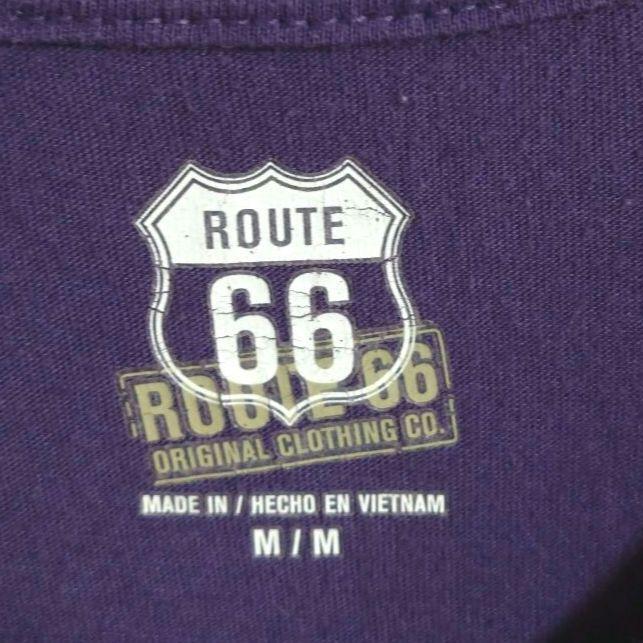 ROUTE
66
ROUTE 66
ORIGINAL CLOTHING CO.
MADE IN / HECHO EN VIETNAM
M / M